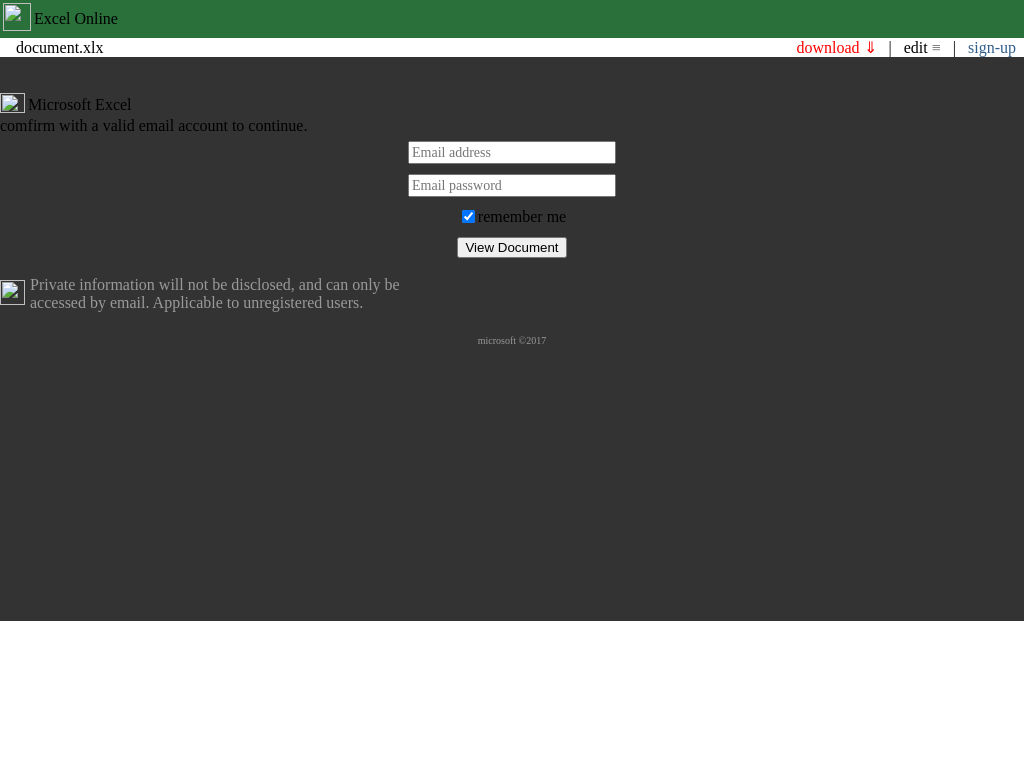 Excel Online
document.xlx download ⇓ | edit ≡ | sign-up
Microsoft Excel
comfirm with a valid email account to continue.
Email address
Email password
remember me
View Document
Private information will not be disclosed, and can only be
accessed by email. Applicable to unregistered users.
microsoft ©2017